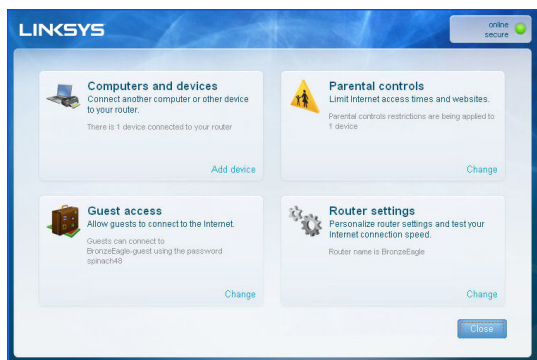 LINKSYS
online
secure
Computers and devices
Connect another computer or other device
to your router.
There is 1 device connected to your router
Add device
Parental controls
Limit Internet access times and websites.
Parental controls restrictions are being applied to
1 device
Change
Guest access
Allow guests to connect to the Internet.
Guests can connect to
BronzeEagle-guest using the password
spinach48
Change
Router settings
Personalize router settings and test your
Internet connection speed.
Router name is BronzeEagle
Change
Close